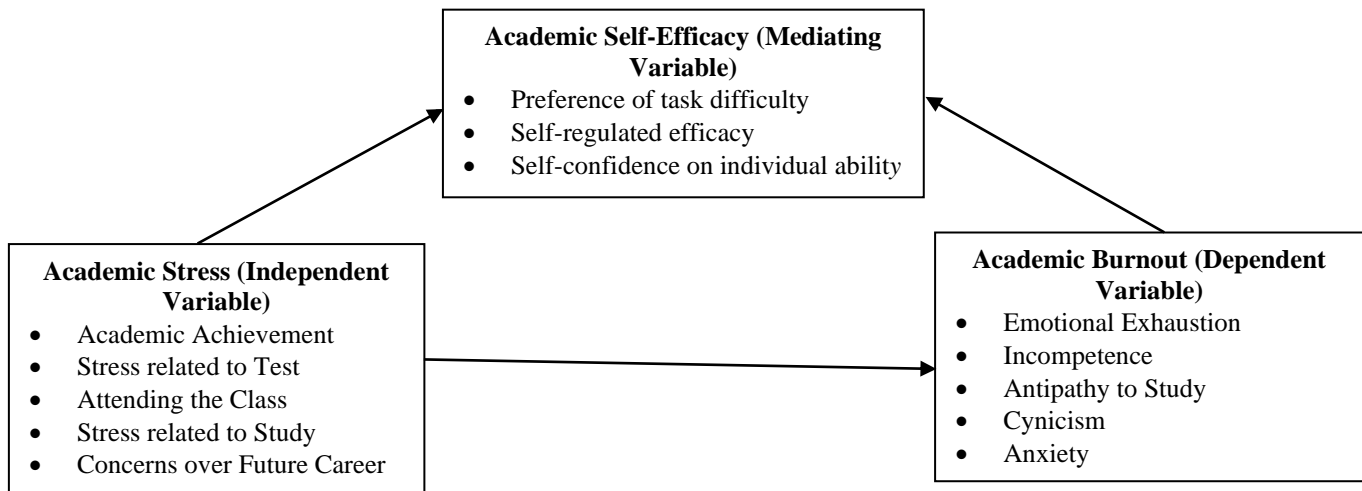 Academic Self-Efficacy (Mediating
Variable)
• Preference of task difficulty
• Self-regulated efficacy
• Self-confidence on individual ability
Academic Stress (Independent
Variable)
• Academic Achievement
• Stress related to Test
• Attending the Class
• Stress related to Study
• Concerns over Future Career
Academic Burnout (Dependent
Variable)
• Emotional Exhaustion
• Incompetence
• Antipathy to Study
• Cynicism
• Anxiety